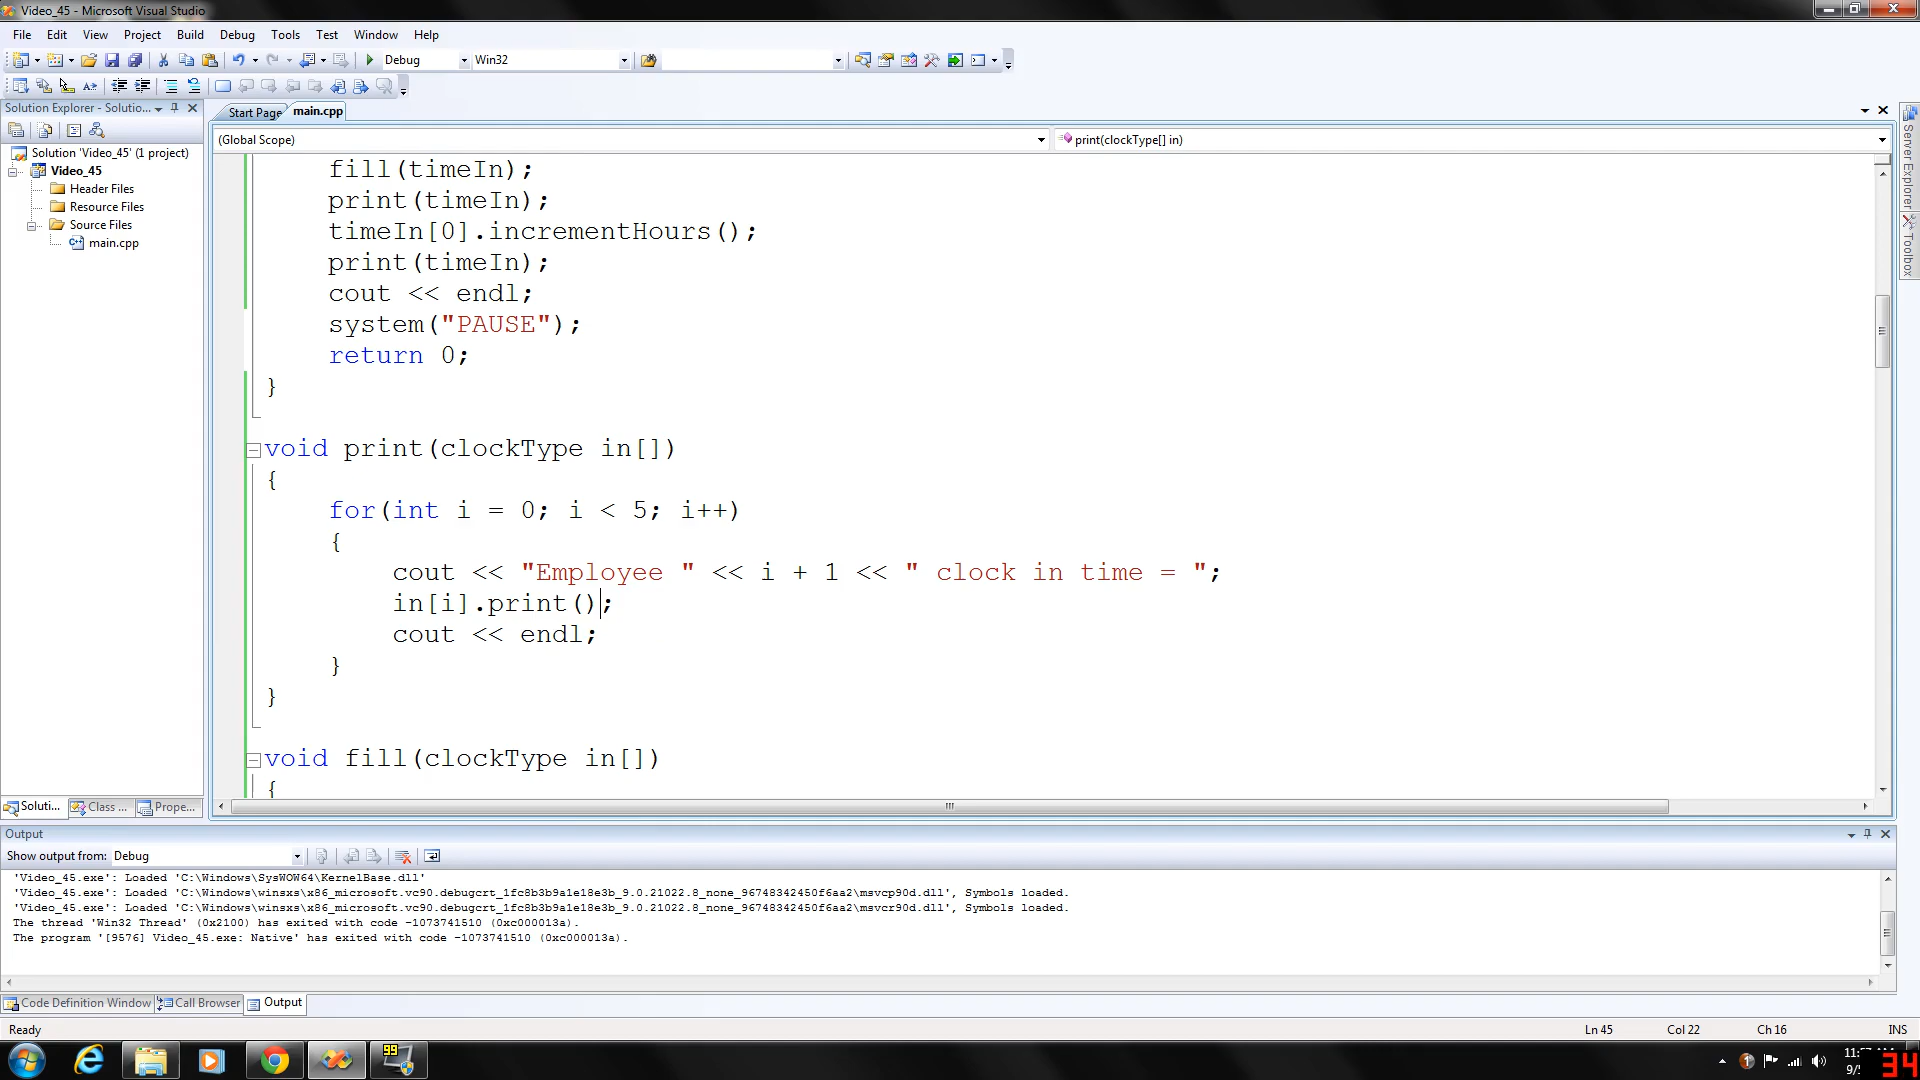 Video_45 - Microsoft Visual Studio
File Edit View Project Build Debug Tools Test Window Help
Debug Win32
Solution Explorer - Solutio...
Start Page main.cpp
(Global Scope) print(clockType[] in)
Solution 'Video_45' (1 project)
Video_45
Header Files
Resource Files
Source Files
main.cpp
fill(timeIn);
print(timeIn);
timeIn[0].incrementHours();
print(timeIn);
cout << endl;
system("PAUSE");
return 0;
}
void print(clockType in[])
{
for(int i = 0; i < 5; i++)
{
cout << "Employee " << i + 1 << " clock in time = ";
in[i].print();
cout << endl;
}
}
void fill(clockType in[])
{
Server Explorer
Toolbox
Soluti... Class ... Prope...
Output
Show output from: Debug
'Video_45.exe': Loaded 'C:\Windows\SysWOW64\KernelBase.dll'
'Video_45.exe': Loaded 'C:\Windows\winsxs\x86_microsoft.vc90.debugcrt_1fc8b3b9a1e18e3b_9.0.21022.8_none_96748342450f6aa2\msvcp90d.dll', Symbols loaded.
'Video_45.exe': Loaded 'C:\Windows\winsxs\x86_microsoft.vc90.debugcrt_1fc8b3b9a1e18e3b_9.0.21022.8_none_96748342450f6aa2\msvcr90d.dll', Symbols loaded.
The thread 'Win32 Thread' (0x2100) has exited with code -1073741510 (0xc000013a).
The program '[9576] Video_45.exe: Native' has exited with code -1073741510 (0xc000013a).
Code Definition Window Call Browser Output
Ready Ln 45 Col 22 Ch 16 INS
99
34